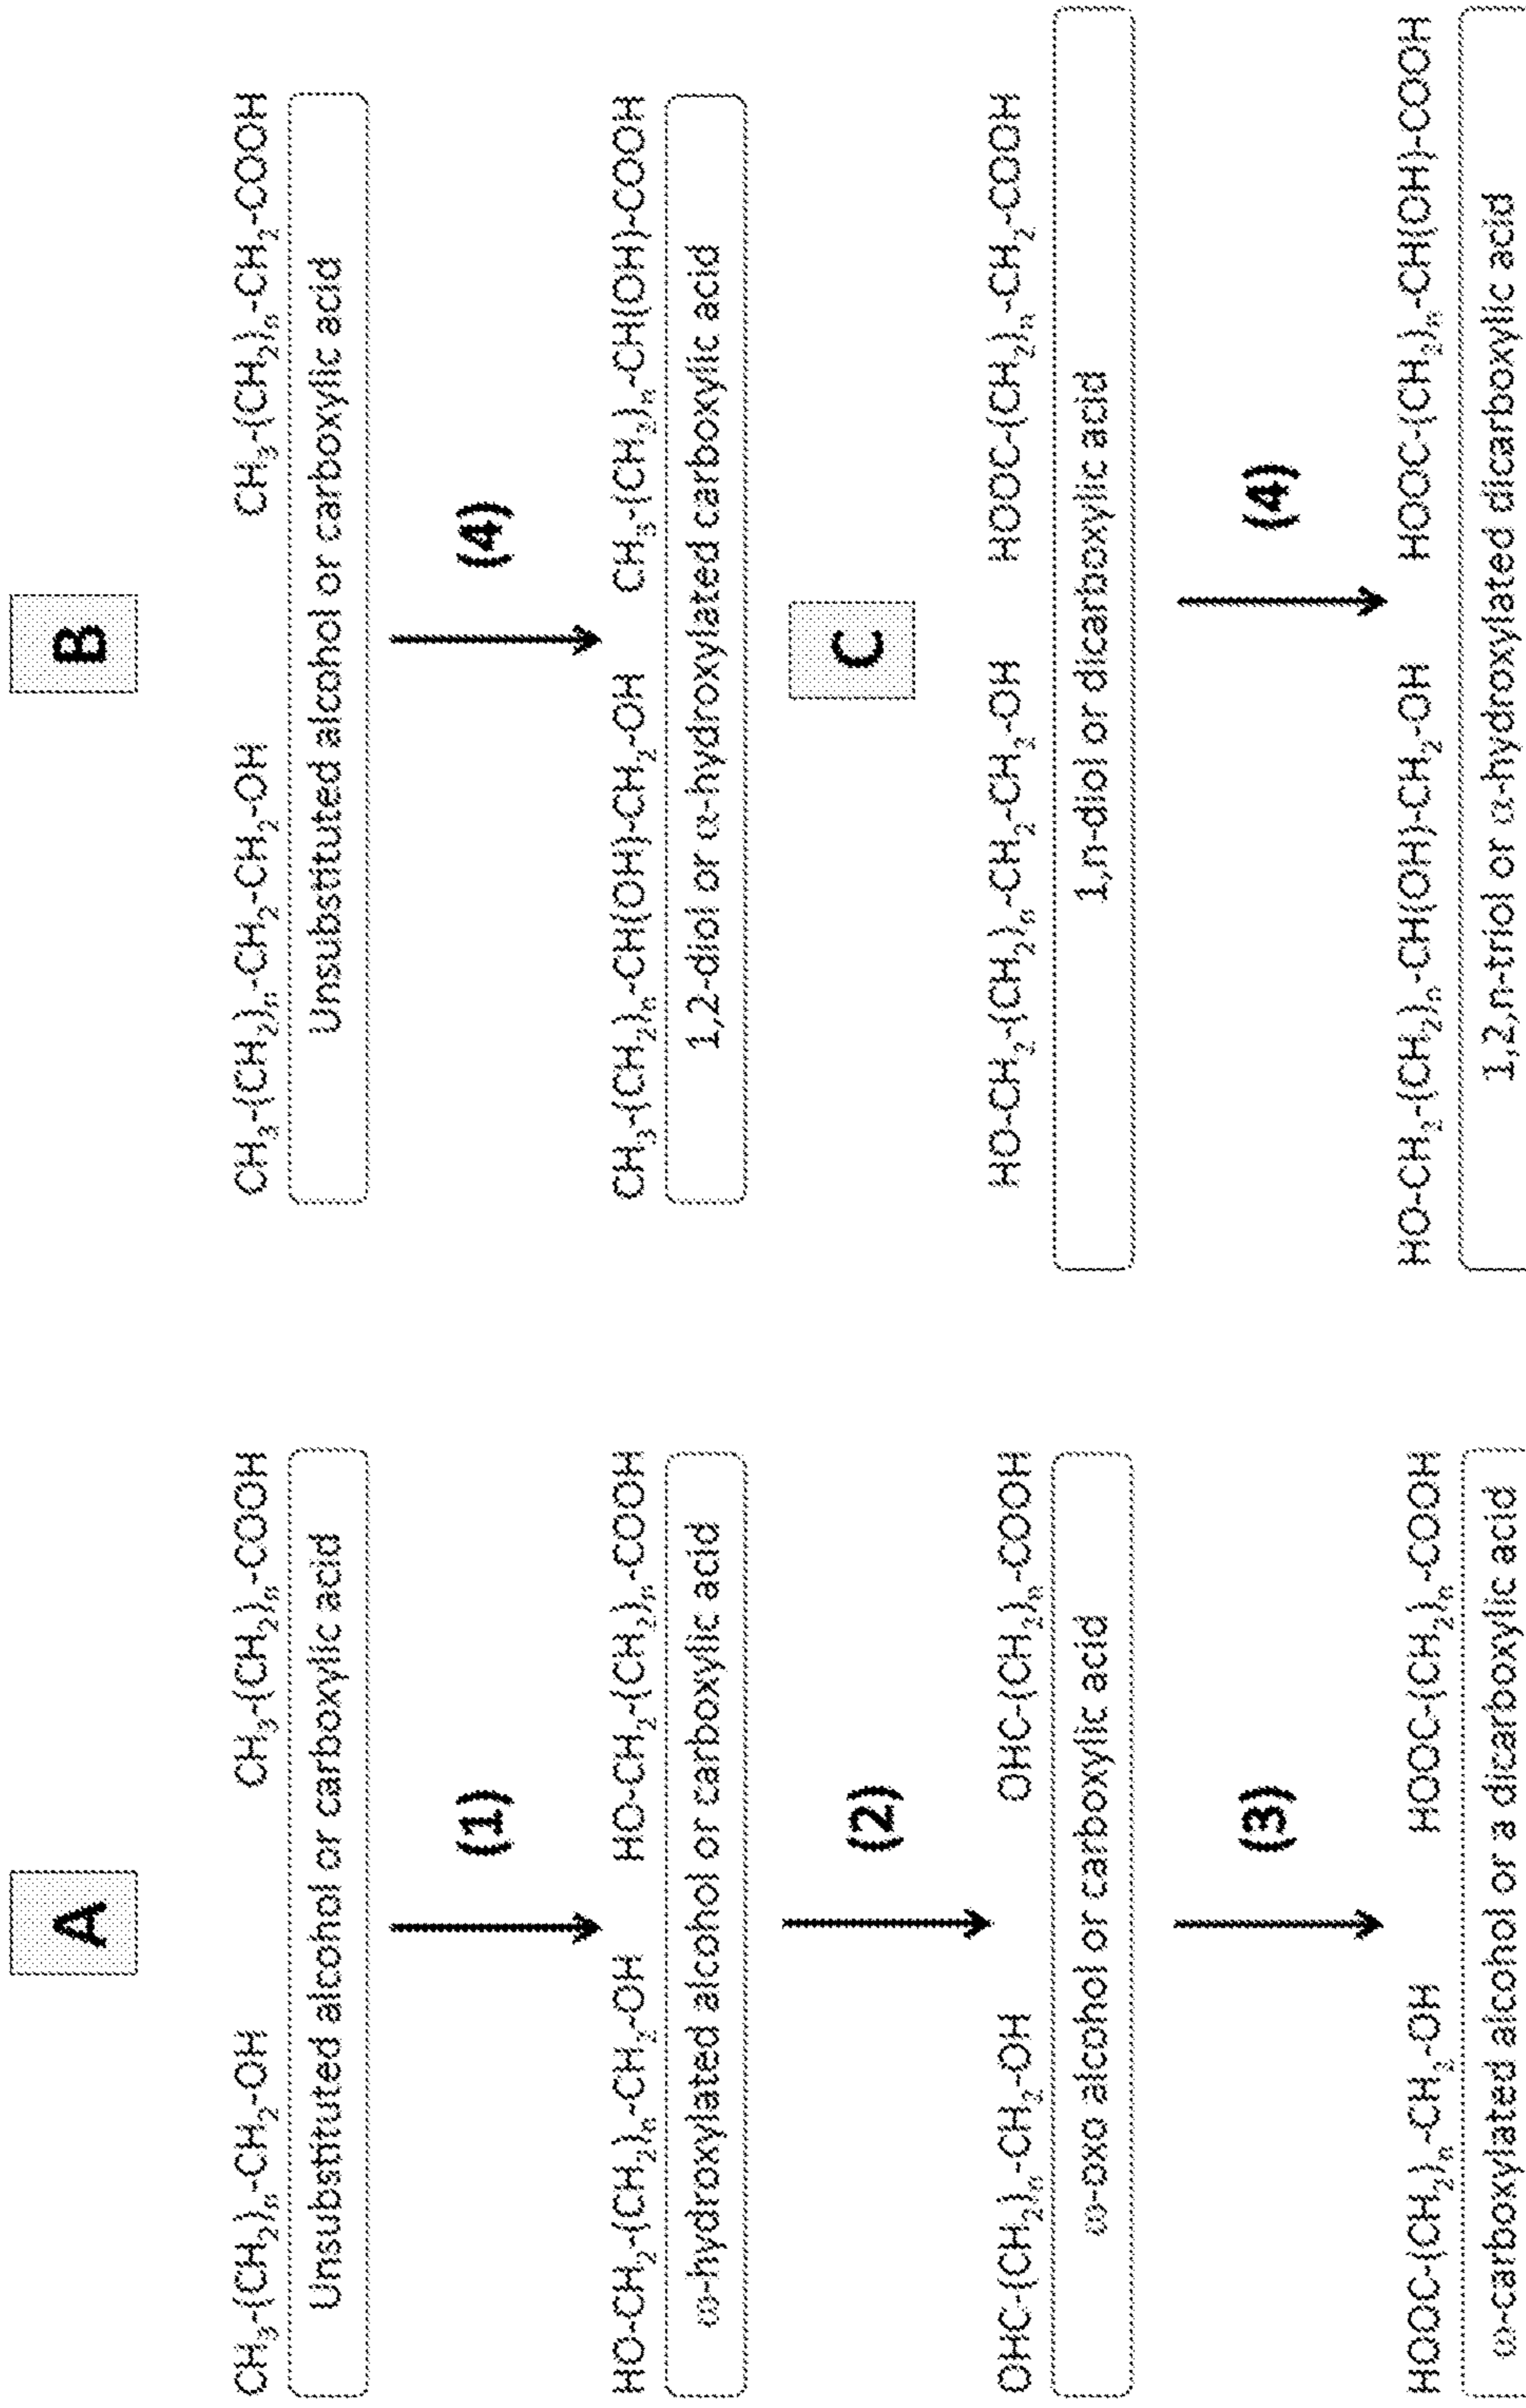 A
CH₃-(CH₂)ₙ-CH₂-OH CH₃-(CH₂)ₙ-COOH
Unsubstituted alcohol or carboxylic acid
(1)
HO-CH₂-(CH₂)ₙ-CH₂-OH HO-CH₂-(CH₂)ₙ-COOH
ω-hydroxylated alcohol or carboxylic acid
(2)
OHC-(CH₂)ₙ-CH₂-OH OHC-(CH₂)ₙ-COOH
ω-oxo alcohol or carboxylic acid
(3)
HOOC-(CH₂)ₙ-CH₂-OH HOOC-(CH₂)ₙ-COOH
ω-carboxylated alcohol or a dicarboxylic acid
B
CH₃-(CH₂)ₙ-CH₂-CH₂-OH CH₃-(CH₂)ₙ-CH₂-COOH
Unsubstituted alcohol or carboxylic acid
(4)
CH₃-(CH₂)ₙ-CH(OH)-CH₂-OH CH₃-(CH₂)ₙ-CH(OH)-COOH
1,2-diol or α-hydroxylated carboxylic acid
C
HO-CH₂-(CH₂)ₙ-CH₂-CH₂-OH HOOC-(CH₂)ₙ-CH₂-COOH
1,n-diol or dicarboxylic acid
(4)
HO-CH₂-(CH₂)ₙ-CH(OH)-CH₂-OH HOOC-(CH₂)ₙ-CH(OH)-COOH
1,2,n-triol or α-hydroxylated dicarboxylic acid